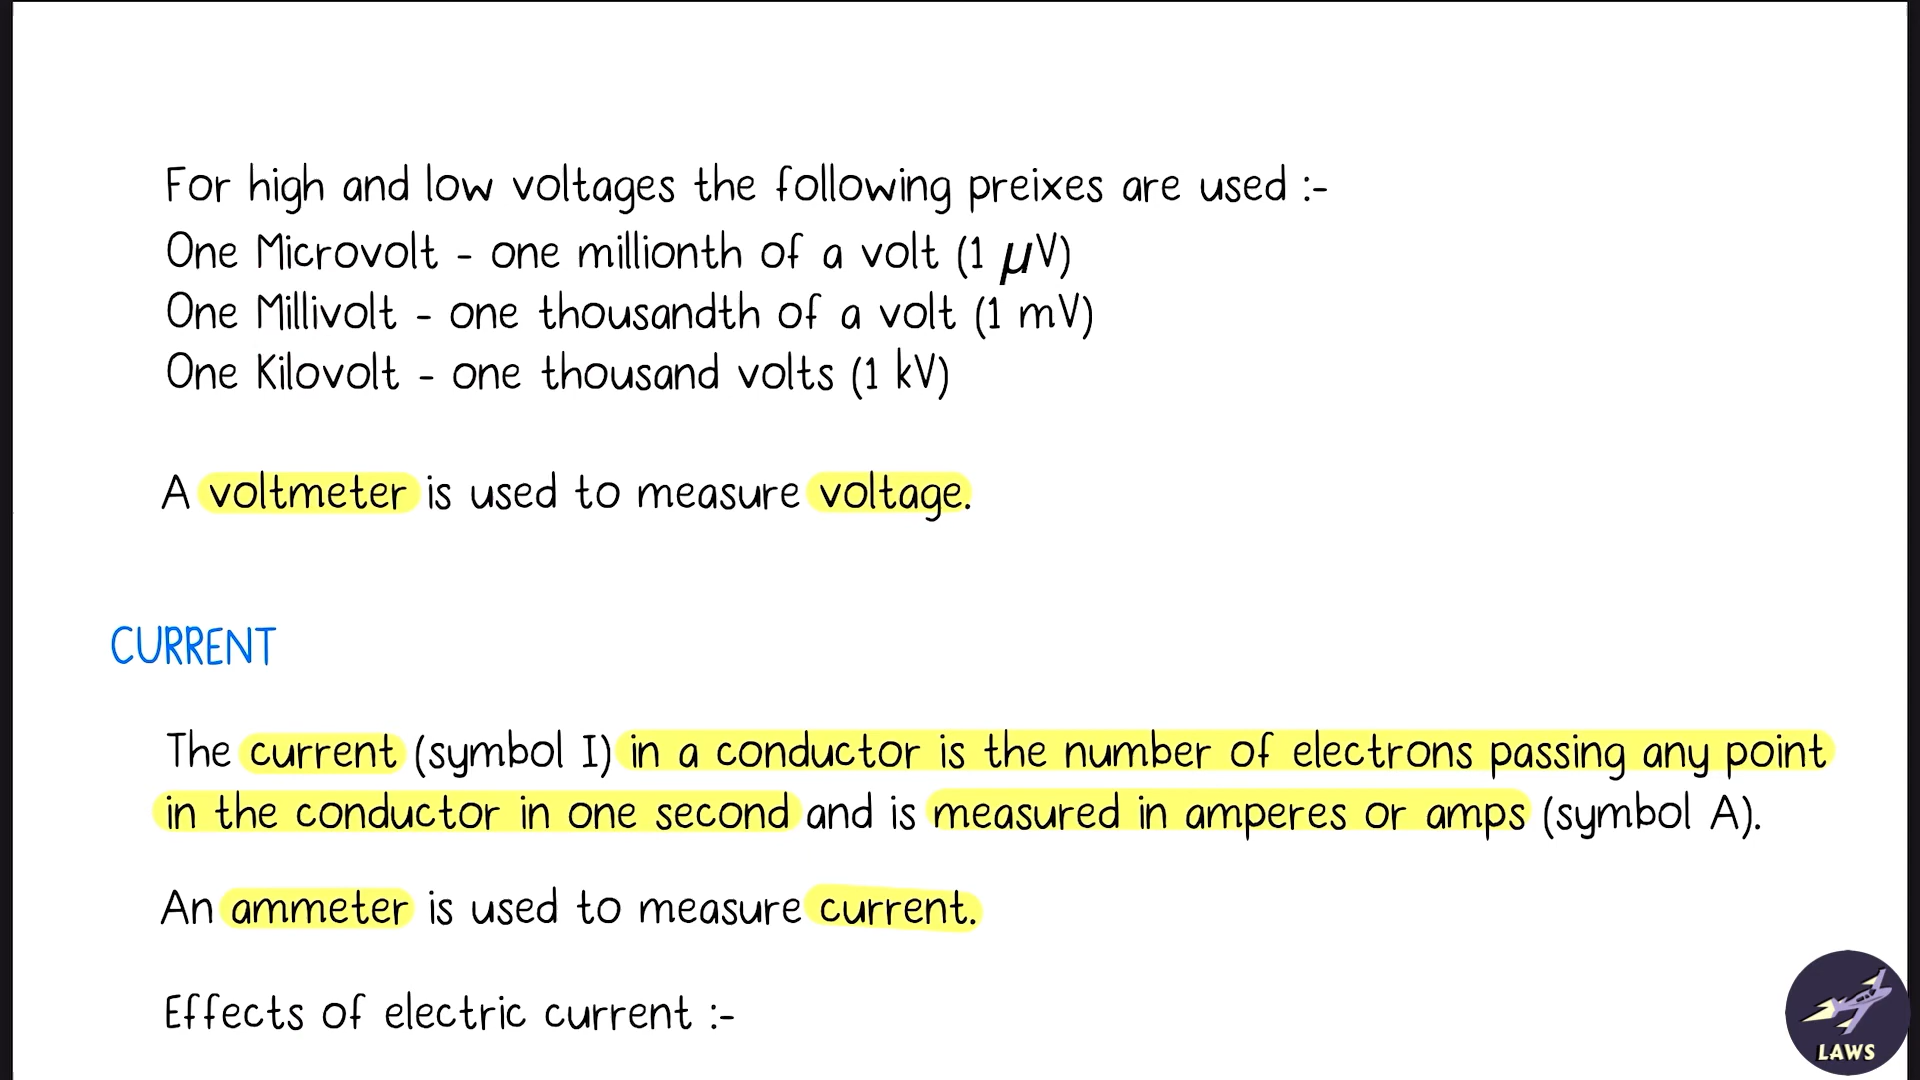 For high and low voltages the following preixes are used :-
One Microvolt - one millionth of a volt (1 μV)
One Millivolt - one thousandth of a volt (1 mV)
One Kilovolt - one thousand volts (1 kV)
A voltmeter is used to measure voltage.
CURRENT
The current (symbol I) in a conductor is the number of electrons passing any point
in the conductor in one second and is measured in amperes or amps (symbol A).
An ammeter is used to measure current.
Effects of electric current :-
LAWS